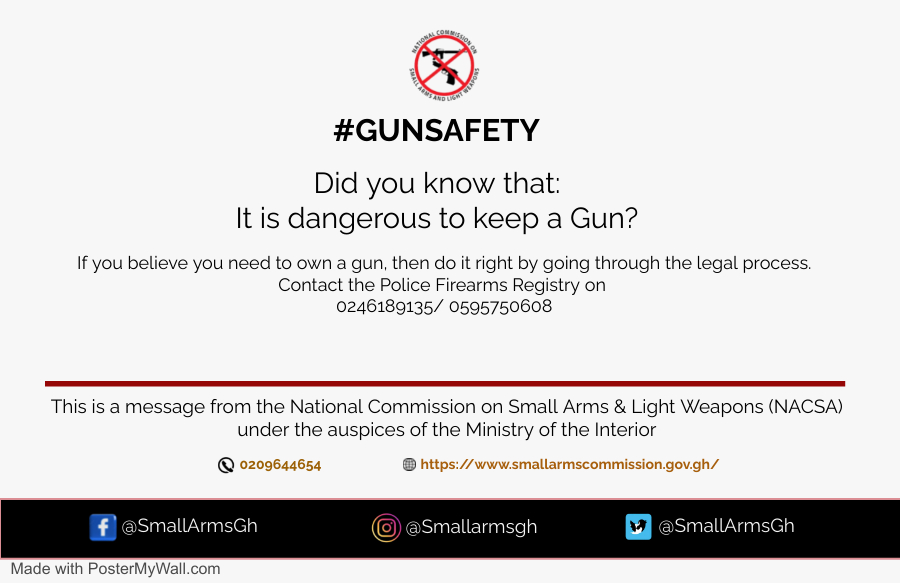 NATIONAL COMMISSION ON
SMALL ARMS AND LIGHT WEAPONS
#GUNSAFETY
Did you know that:
It is dangerous to keep a Gun?
If you believe you need to own a gun, then do it right by going through the legal process.
Contact the Police Firearms Registry on
0246189135/ 0595750608
This is a message from the National Commission on Small Arms & Light Weapons (NACSA)
under the auspices of the Ministry of the Interior
0209644654
https://www.smallarmscommission.gov.gh/
@SmallArmsGh
@Smallarmsgh
@SmallArmsGh
Made with PosterMyWall.com